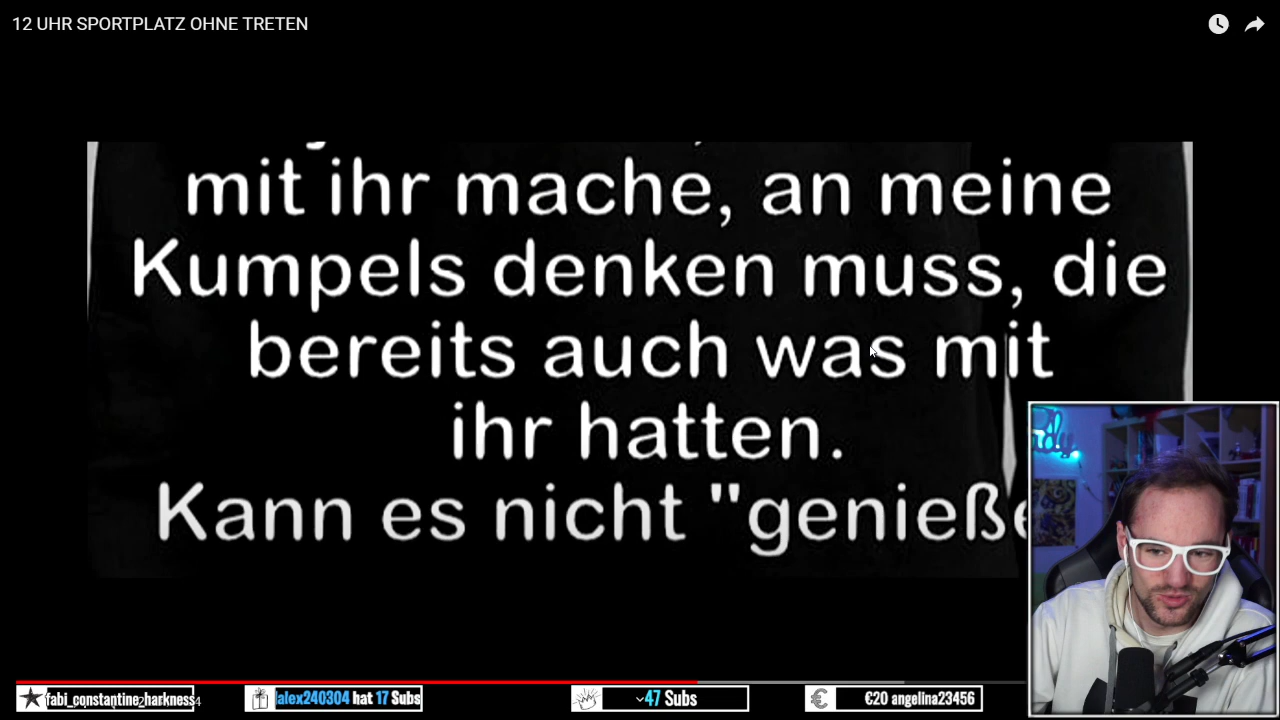 12 UHR SPORTPLATZ OHNE TRETEN
mit ihr mache, an meine
Kumpels denken muss, die
bereits auch was mit
ihr hatten.
Kann es nicht "genieße
fabi_constantine2harkness4
alex240304 hat 17 Subs
47 Subs
€20 angelina23456